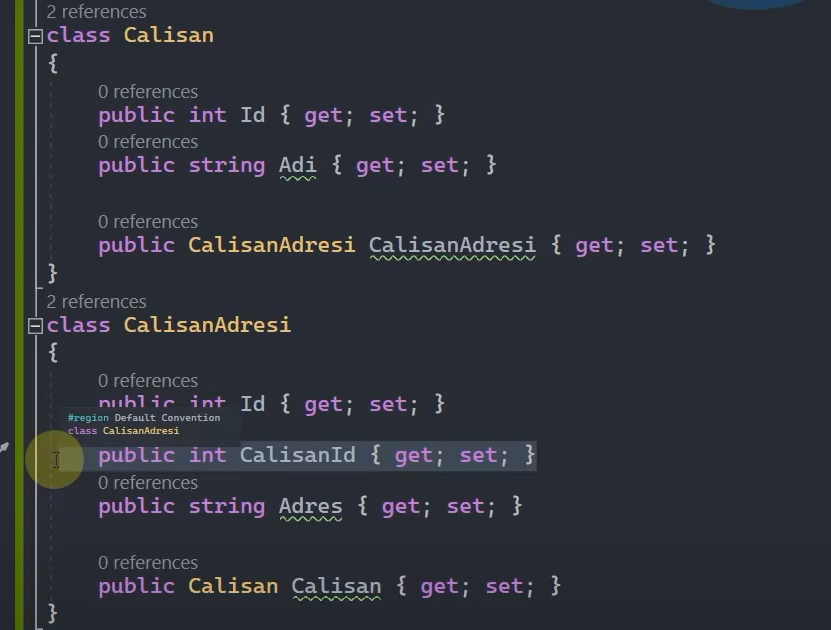 2 references
class Calisan
{
0 references
public int Id { get; set; }
0 references
public string Adi { get; set; }
0 references
public CalisanAdresi CalisanAdresi { get; set; }
}
2 references
class CalisanAdresi
{
0 references
public int Id { get; set; }
#region Default Convention
class CalisanAdresi
public int CalisanId { get; set; }
0 references
public string Adres { get; set; }
0 references
public Calisan Calisan { get; set; }
}